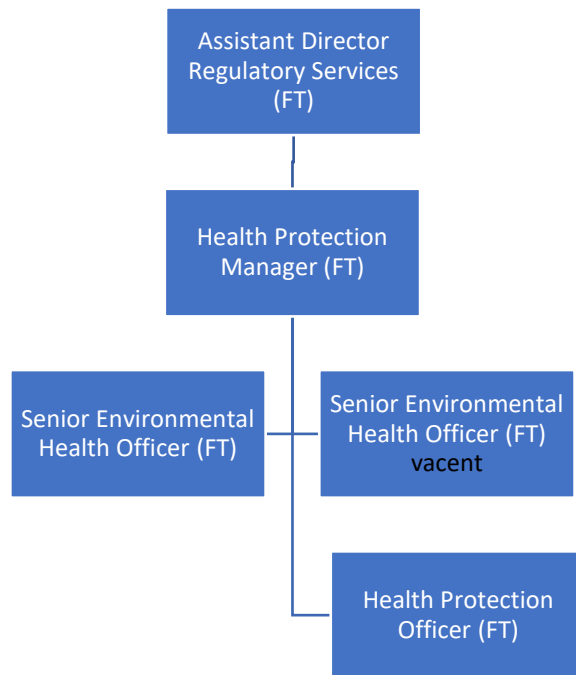 Assistant Director
Regulatory Services
(FT)
Health Protection
Manager (FT)
Senior Environmental
Health Officer (FT)
Senior Environmental
Health Officer (FT)
vacent
Health Protection
Officer (FT)